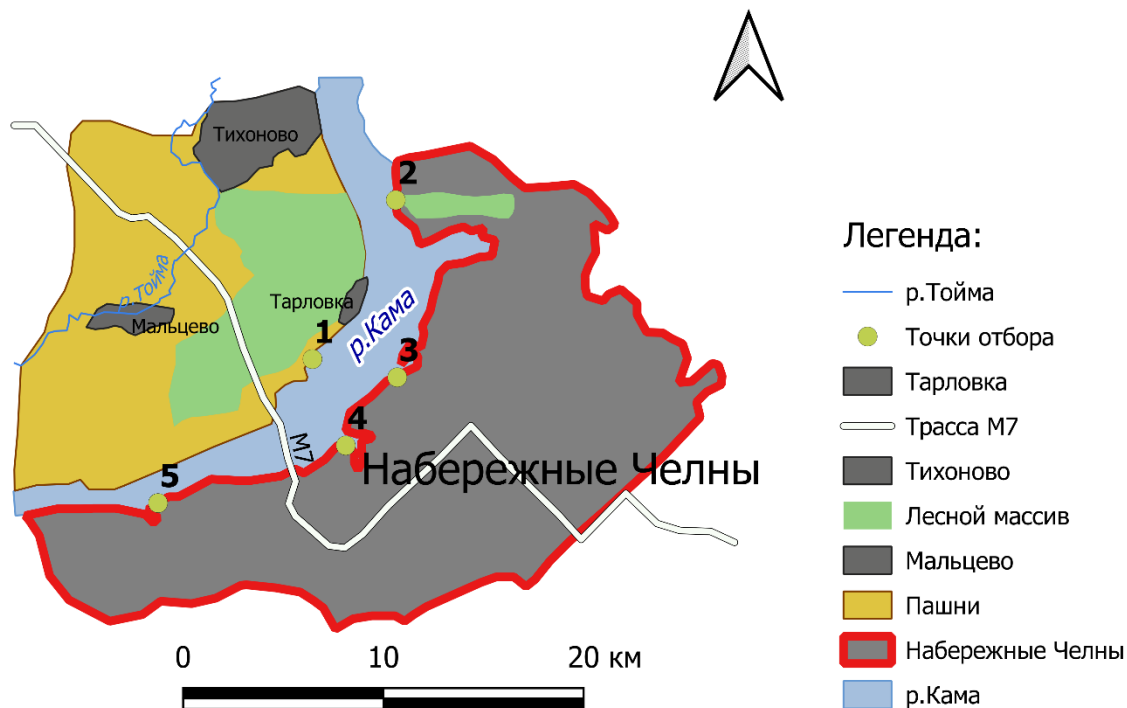 Тихоново
2
р.Тойма
Мальцево
Тарловка
1
р.Кама
3
4
М7
Набережные Челны
5
0 10 20 км
Легенда:
р.Тойма
Точки отбора
Тарловка
Трасса М7
Тихоново
Лесной массив
Мальцево
Пашни
Набережные Челны
р.Кама